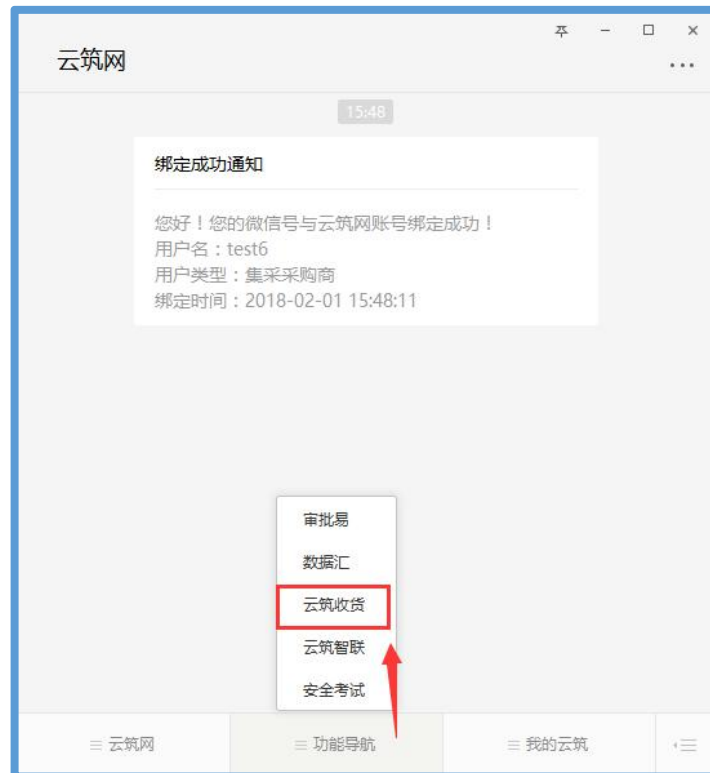 云筑网
15:48
绑定成功通知
您好！您的微信号与云筑网账号绑定成功！
用户名：test6
用户类型：集采采购商
绑定时间：2018-02-01 15:48:11
审批易
数据汇
云筑收货
云筑智联
安全考试
云筑网
功能导航
我的云筑